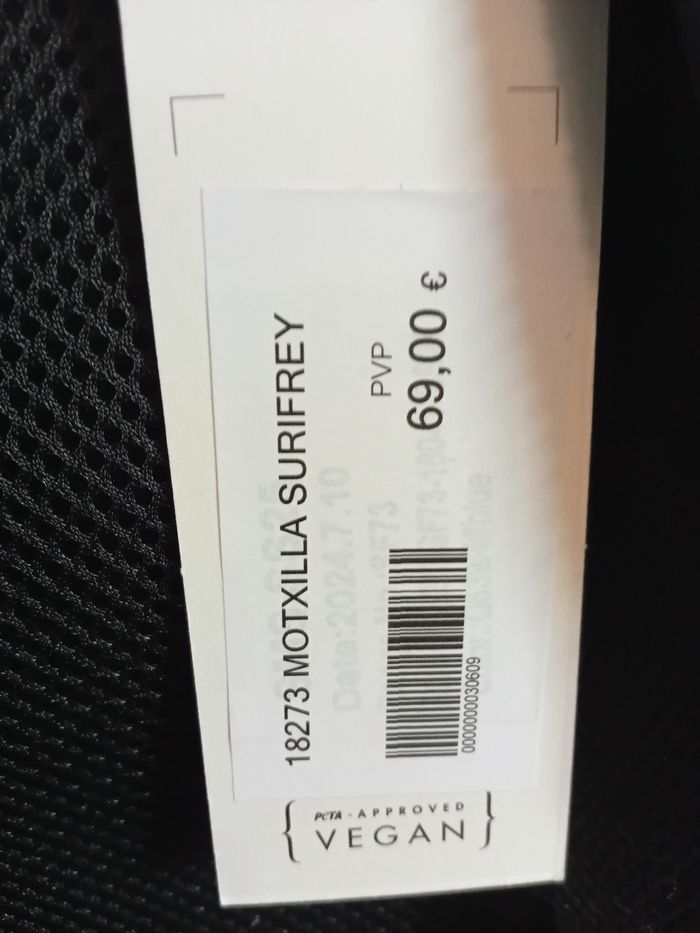 18273 MOTXILLA SURIFREY
PVP
69,00 €
Date:2024.7.10
0000000030609
PETA - APPROVED
VEGAN